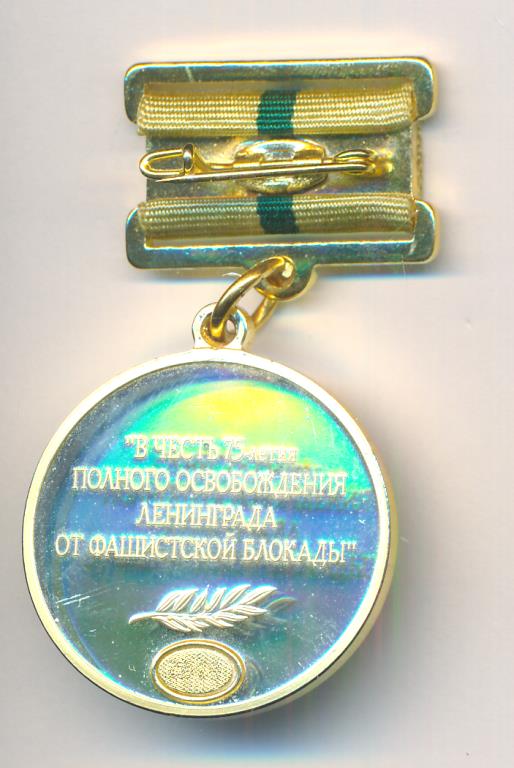 "В ЧЕСТЬ 75-летия
ПОЛНОГО ОСВОБОЖДЕНИЯ
ЛЕНИНГРАДА
ОТ ФАШИСТСКОЙ БЛОКАДЫ"